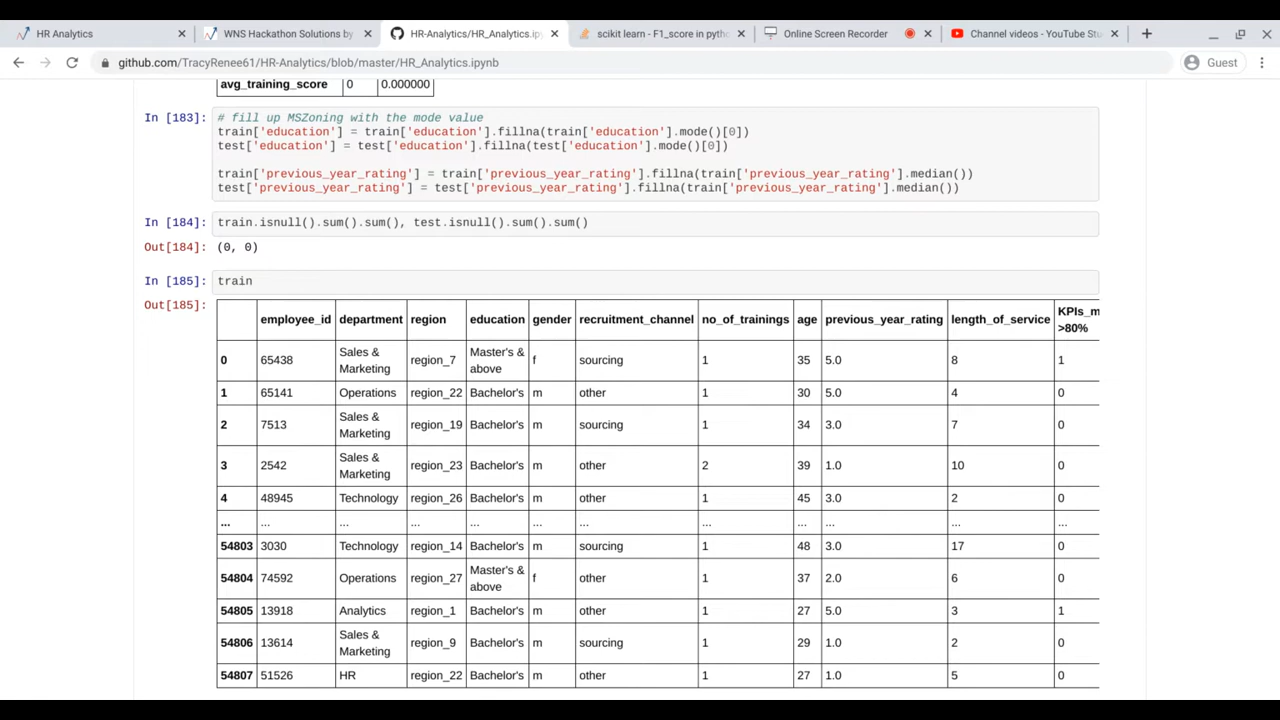 HR Analytics
WNS Hackathon Solutions by
HR-Analytics/HR_Analytics.ipy
scikit learn - F1_score in pytho
Online Screen Recorder
Channel videos - YouTube Stu
github.com/TracyRenee61/HR-Analytics/blob/master/HR_Analytics.ipynb
Guest
avg_training_score 0 0.000000
In [183]: # fill up MSZoning with the mode value
train['education'] = train['education'].fillna(train['education'].mode()[0])
test['education'] = test['education'].fillna(test['education'].mode()[0])
train['previous_year_rating'] = train['previous_year_rating'].fillna(train['previous_year_rating'].median())
test['previous_year_rating'] = test['previous_year_rating'].fillna(train['previous_year_rating'].median())
In [184]: train.isnull().sum().sum(), test.isnull().sum().sum()
Out[184]: (0, 0)
In [185]: train
Out[185]:
employee_id department region education gender recruitment_channel no_of_trainings age previous_year_rating length_of_service KPIs_m
>80%
0 65438 Sales & Marketing region_7 Master's & above f sourcing 1 35 5.0 8 1
1 65141 Operations region_22 Bachelor's m other 1 30 5.0 4 0
2 7513 Sales & Marketing region_19 Bachelor's m sourcing 1 34 3.0 7 0
3 2542 Sales & Marketing region_23 Bachelor's m other 2 39 1.0 10 0
4 48945 Technology region_26 Bachelor's m other 1 45 3.0 2 0
... ... ... ... ... ... ... ... ... ... ... ...
54803 3030 Technology region_14 Bachelor's m sourcing 1 48 3.0 17 0
54804 74592 Operations region_27 Master's & above f other 1 37 2.0 6 0
54805 13918 Analytics region_1 Bachelor's m other 1 27 5.0 3 1
54806 13614 Sales & Marketing region_9 Bachelor's m sourcing 1 29 1.0 2 0
54807 51526 HR region_22 Bachelor's m other 1 27 1.0 5 0